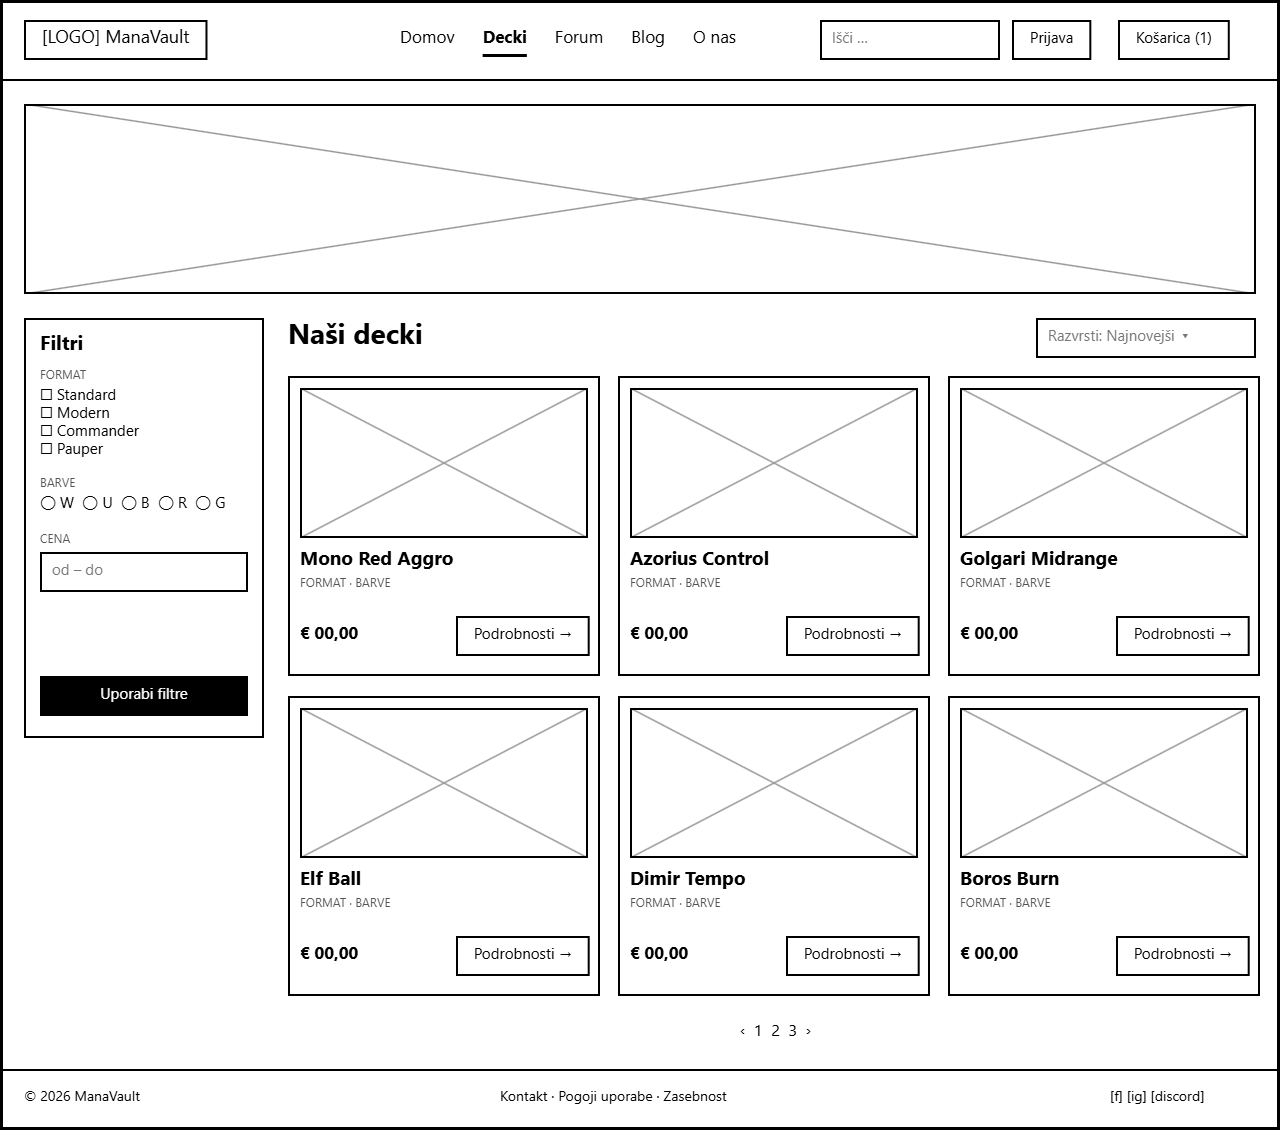 [LOGO] ManaVault
Domov Decki Forum Blog O nas
Išči ...
Prijava
Košarica (1)
Filtri
FORMAT
☐ Standard
☐ Modern
☐ Commander
☐ Pauper
BARVE
◯ W ◯ U ◯ B ◯ R ◯ G
CENA
od – do
Uporabi filtre
Naši decki
Razvrsti: Najnovejši ▾
Mono Red Aggro
FORMAT · BARVE
€ 00,00
Podrobnosti →
Azorius Control
FORMAT · BARVE
€ 00,00
Podrobnosti →
Golgari Midrange
FORMAT · BARVE
€ 00,00
Podrobnosti →
Elf Ball
FORMAT · BARVE
€ 00,00
Podrobnosti →
Dimir Tempo
FORMAT · BARVE
€ 00,00
Podrobnosti →
Boros Burn
FORMAT · BARVE
€ 00,00
Podrobnosti →
‹ 1 2 3 ›
© 2026 ManaVault
Kontakt · Pogoji uporabe · Zasebnost
[f] [ig] [discord]